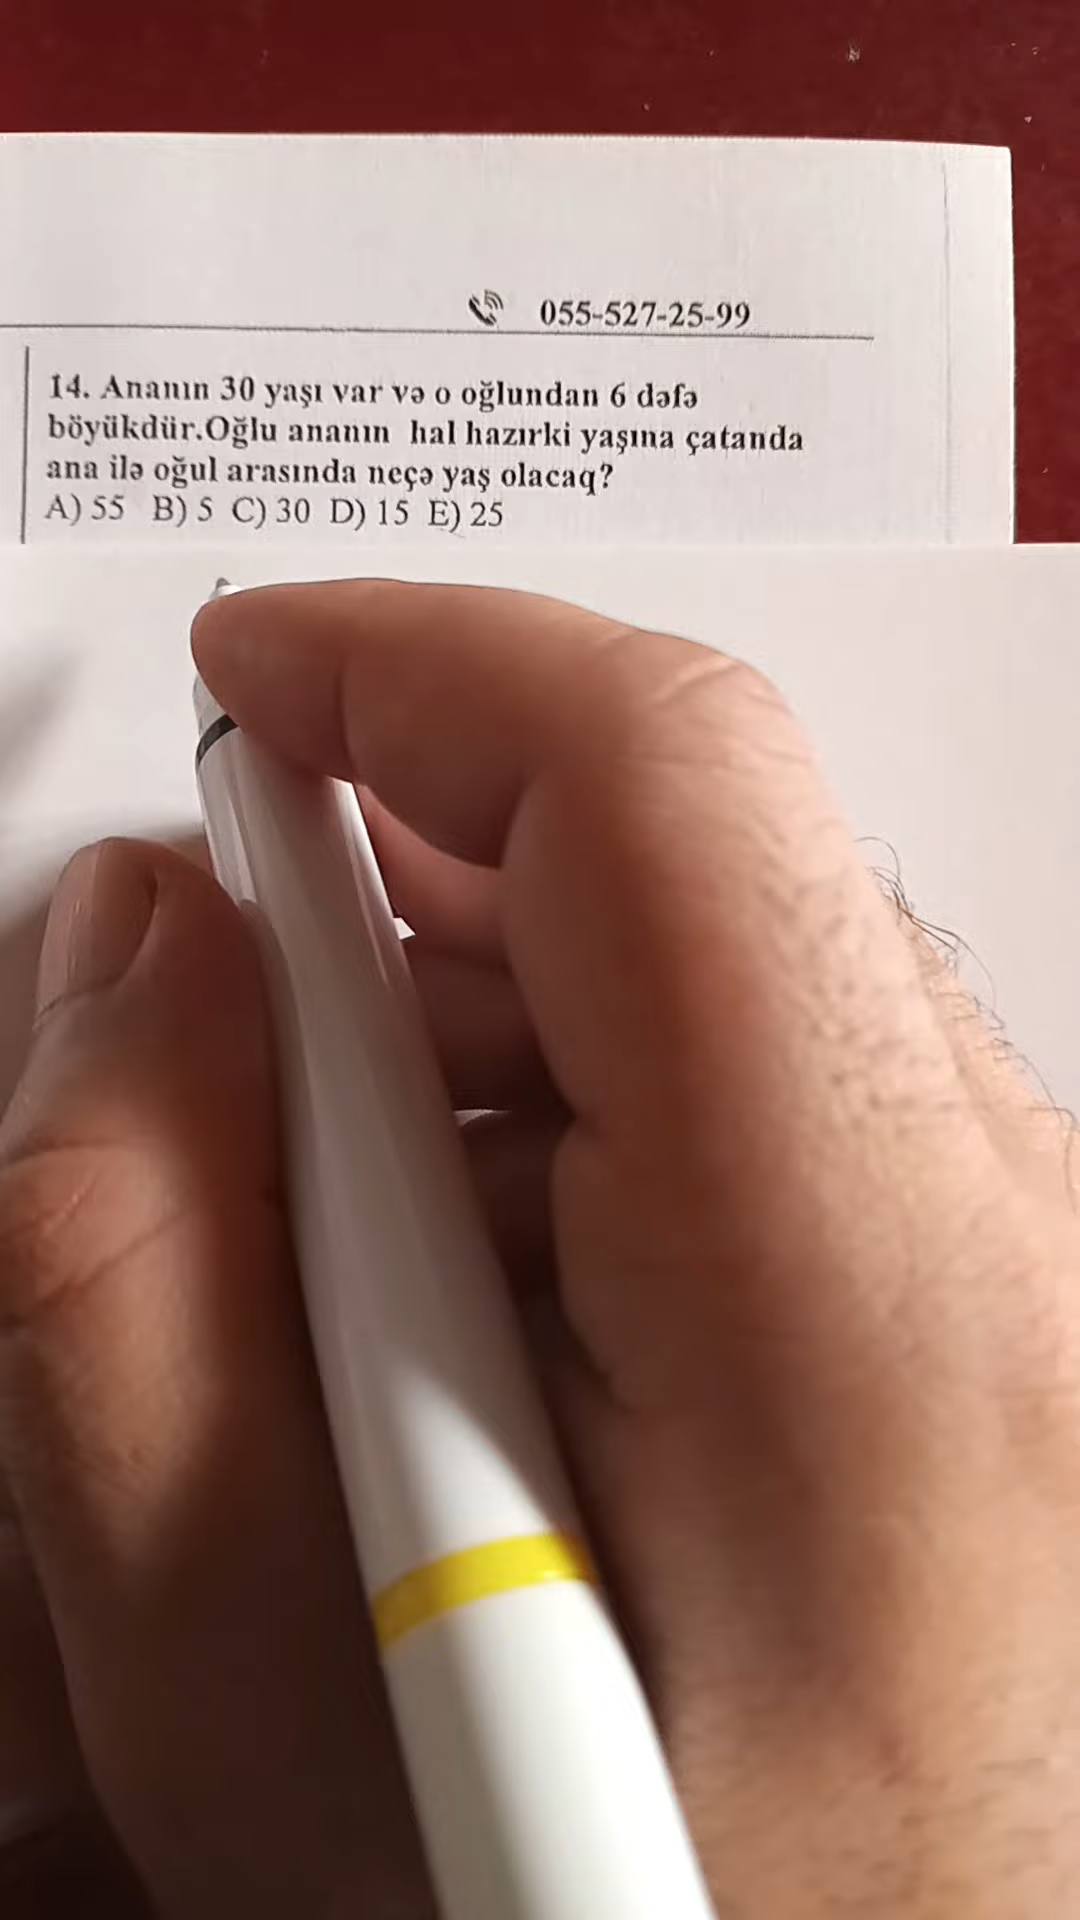 055-527-25-99
14. Ananın 30 yaşı var və o oğlundan 6 dəfə
böyükdür.Oğlu ananın hal hazırki yaşına çatanda
ana ilə oğul arasında neçə yaş olacaq?
A) 55 B) 5 C) 30 D) 15 E) 25